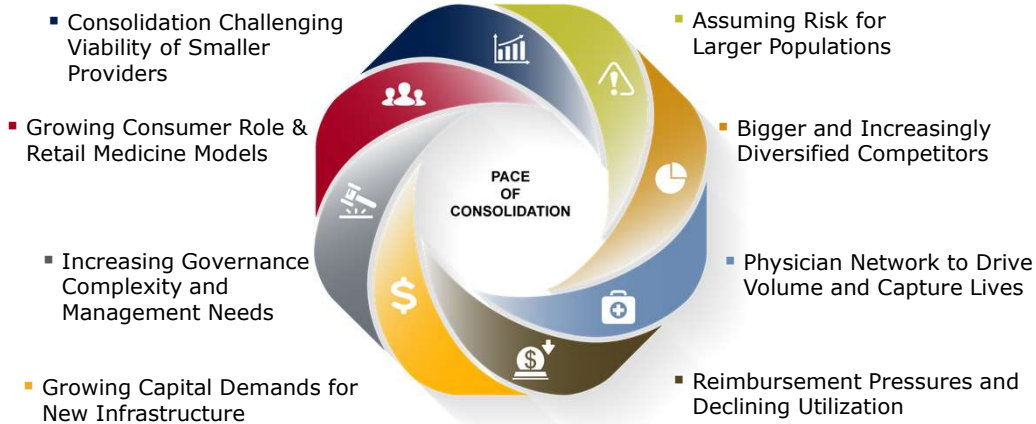 ▪ Consolidation Challenging
Viability of Smaller
Providers
▪ Growing Consumer Role &
Retail Medicine Models
▪ Increasing Governance
Complexity and
Management Needs
▪ Growing Capital Demands for
New Infrastructure
PACE
OF
CONSOLIDATION
$
$
▪ Assuming Risk for
Larger Populations
▪ Bigger and Increasingly
Diversified Competitors
▪ Physician Network to Drive
Volume and Capture Lives
▪ Reimbursement Pressures and
Declining Utilization